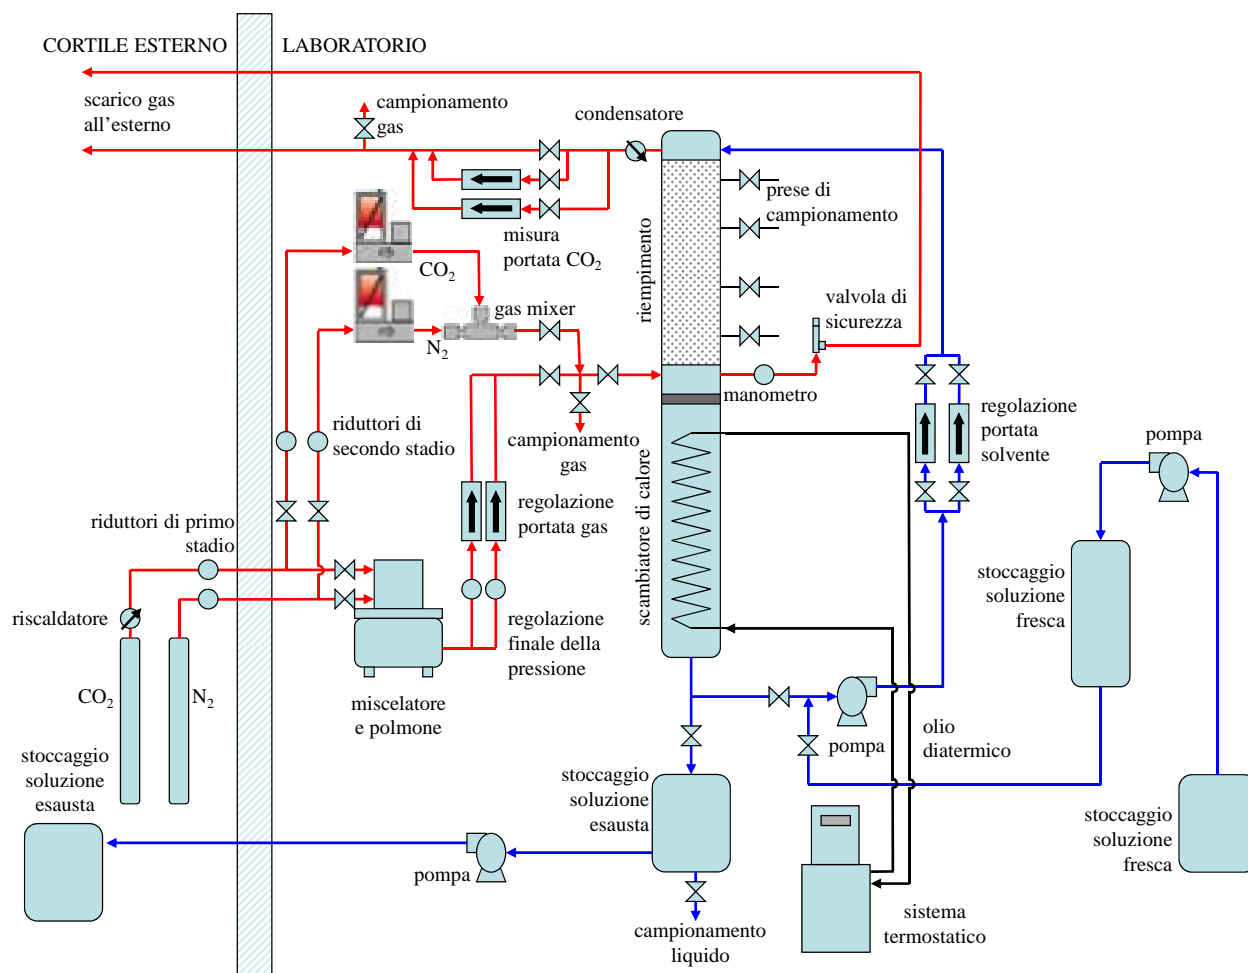 CORTILE ESTERNO
LABORATORIO
scarico gas
all'esterno
campionamento
gas
condensatore
prese di
campionamento
misura
portata CO₂
CO₂
riempimento
gas mixer
N₂
valvola di
sicurezza
manometro
riduttori di
secondo stadio
campionamento
gas
regolazione
portata
solvente
pompa
scambiatore di calore
regolazione
portata gas
riduttori di primo
stadio
stoccaggio
soluzione
fresca
riscaldatore
regolazione
finale della
pressione
CO₂
N₂
miscelatore
e polmone
pompa
olio
diatermico
stoccaggio
soluzione
esausta
stoccaggio
soluzione
esausta
stoccaggio
soluzione
fresca
pompa
campionamento
liquido
sistema
termostatico